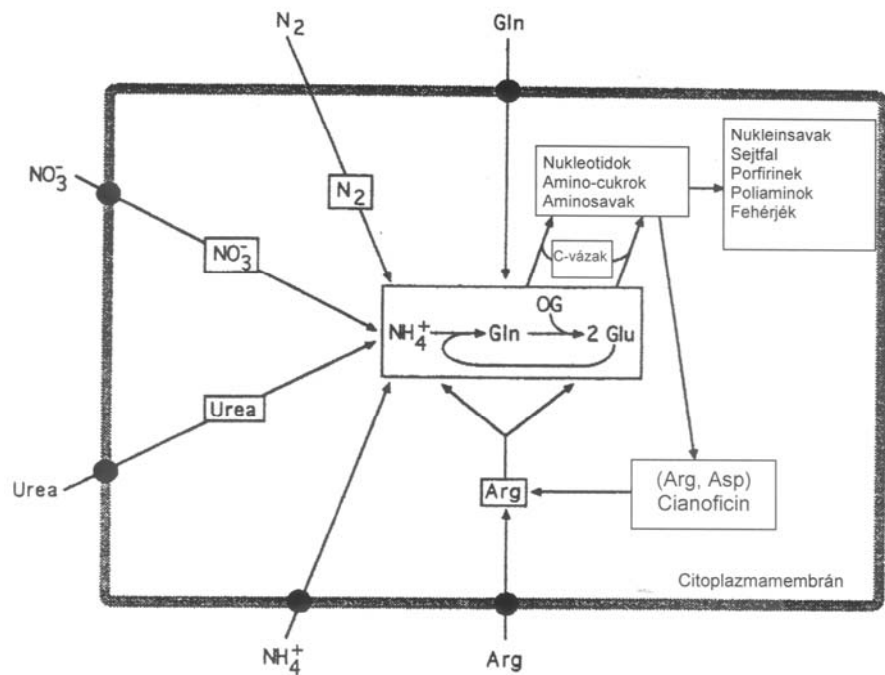 N₂
Gln
NO₃⁻
N₂
Nukleotidok
Amino-cukrok
Aminosavak
Nukleinsavak
Sejtfal
Porfirinek
Poliaminok
Fehérjék
NO₃⁻
C-vázak
OG
NH₄⁺ Gln 2 Glu
Urea
Urea
Arg
(Arg, Asp)
Cianoficin
Citoplazmamembrán
NH₄⁺
Arg